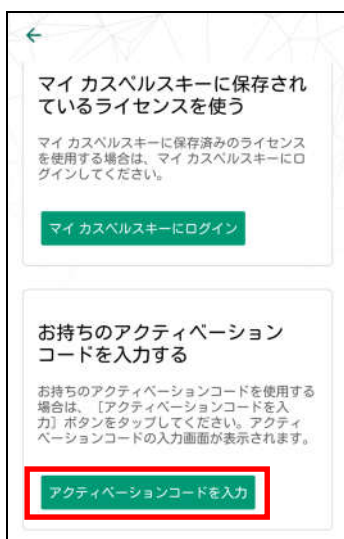 マイ カスペルスキーに保存され
ているライセンスを使う
マイ カスペルスキーに保存済みのライセンス
を使用する場合は、マイ カスペルスキーにロ
グインしてください。
マイ カスペルスキーにログイン
お持ちのアクティベーション
コードを入力する
お持ちのアクティベーションコードを使用する
場合は、［アクティベーションコードを入
力］ボタンをタップしてください。アクティ
ベーションコードの入力画面が表示されます。
アクティベーションコードを入力